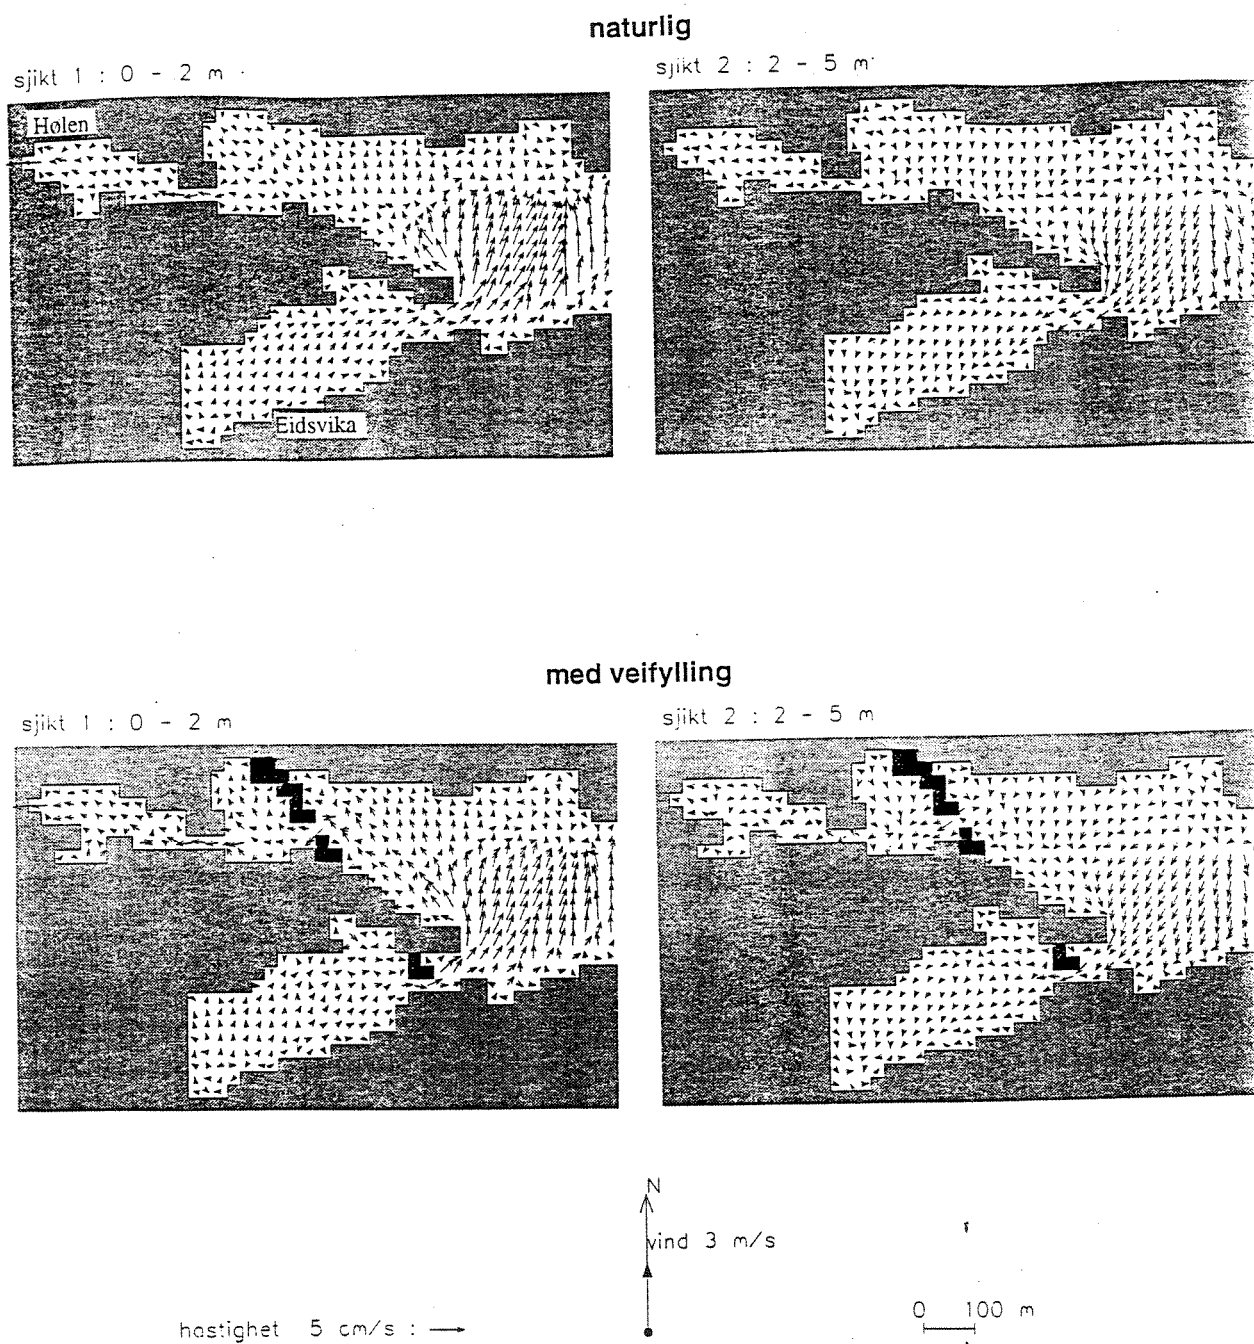 naturlig
sjikt 1 : 0 - 2 m
sjikt 2 : 2 - 5 m
Hølen
Eidsvika
med veifylling
sjikt 1 : 0 - 2 m
sjikt 2 : 2 - 5 m
N
vind 3 m/s
0 100 m
hastighet 5 cm/s :